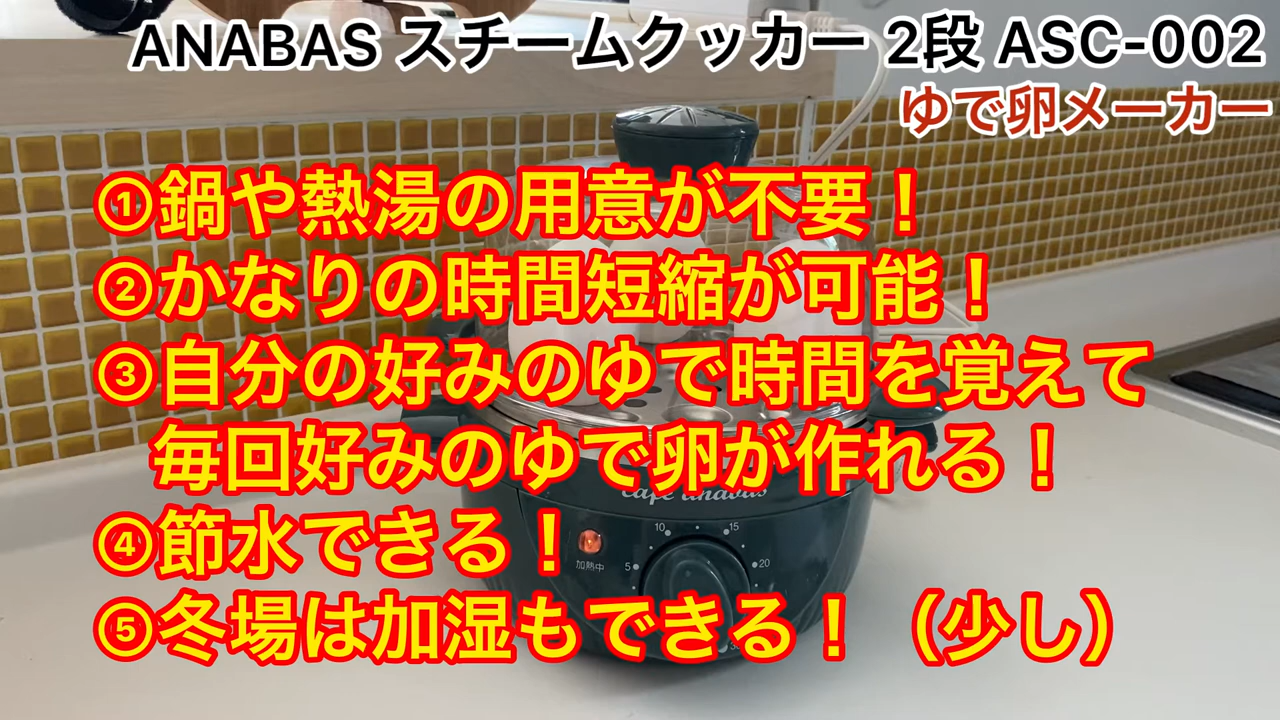 ANABAS スチームクッカー 2段 ASC-002
ゆで卵メーカー
①鍋や熱湯の用意が不要！
②かなりの時間短縮が可能！
③自分の好みのゆで時間を覚えて
毎回好みのゆで卵が作れる！
cafe anabas
④節水できる！
10 15
加熱中 5 20
⑤冬場は加湿もできる！（少し）